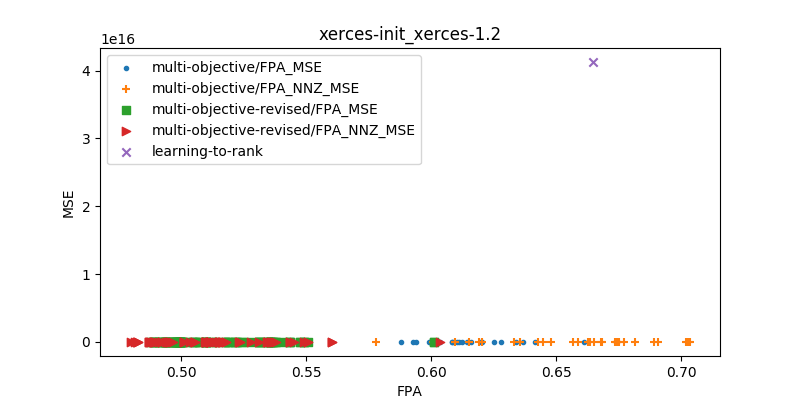 xerces-init_xerces-1.2
1e16
multi-objective/FPA_MSE
multi-objective/FPA_NNZ_MSE
multi-objective-revised/FPA_MSE
multi-objective-revised/FPA_NNZ_MSE
learning-to-rank
4
3
2
1
0
MSE
0.50 0.55 0.60 0.65 0.70
FPA